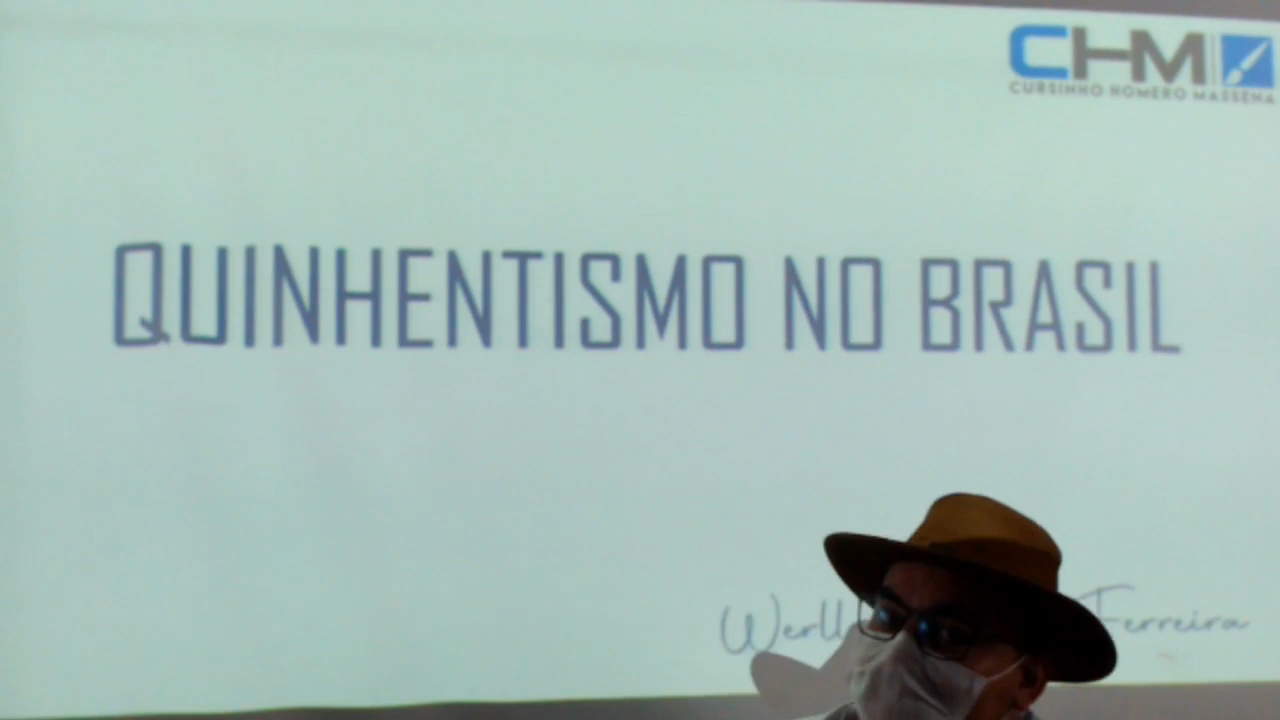 CHM
CURSINHO HOMERO MASSENA
QUINHENTISMO NO BRASIL
Ferreira